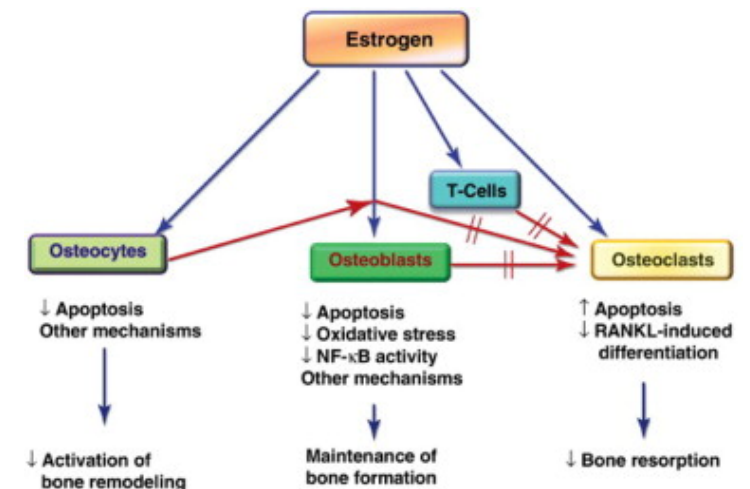 Estrogen
T-Cells
Osteocytes
Osteoblasts
Osteoclasts
↓ Apoptosis
Other mechanisms
↓ Apoptosis
↓ Oxidative stress
↓ NF-κB activity
Other mechanisms
↑ Apoptosis
↓ RANKL-induced
differentiation
↓ Activation of
bone remodeling
Maintenance of
bone formation
↓ Bone resorption